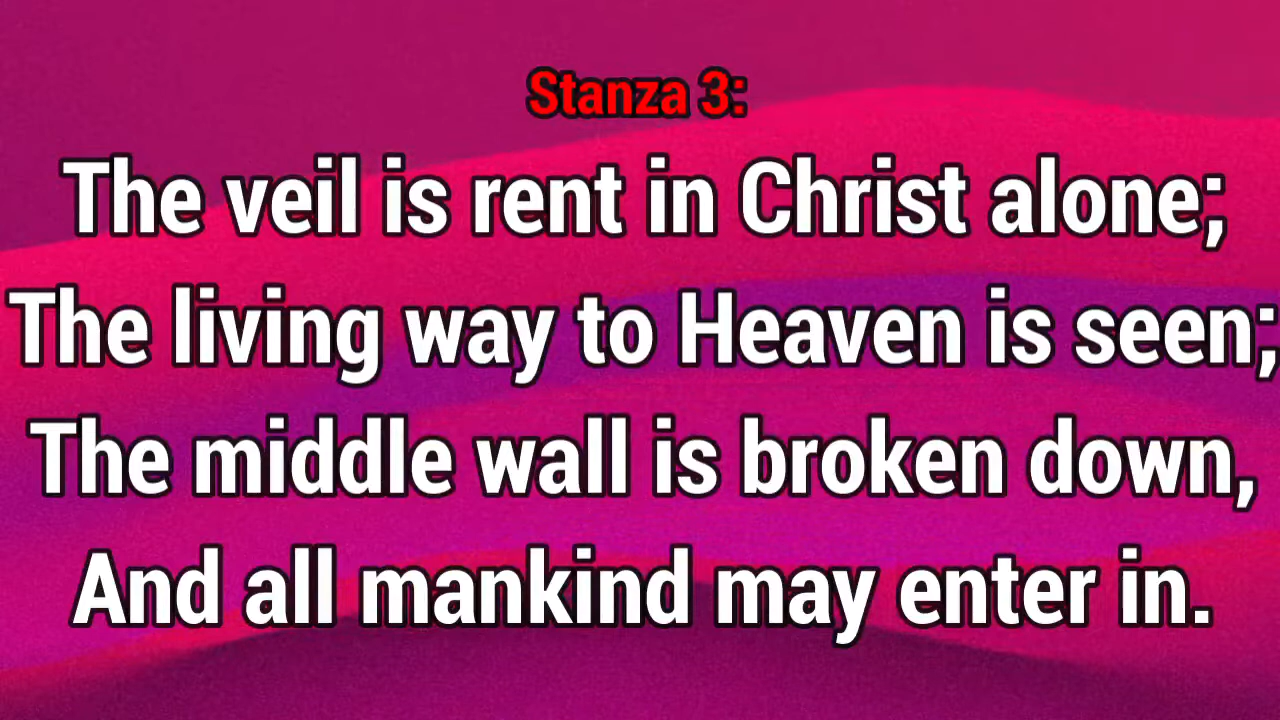 Stanza 3:
The veil is rent in Christ alone;
The living way to Heaven is seen;
The middle wall is broken down,
And all mankind may enter in.